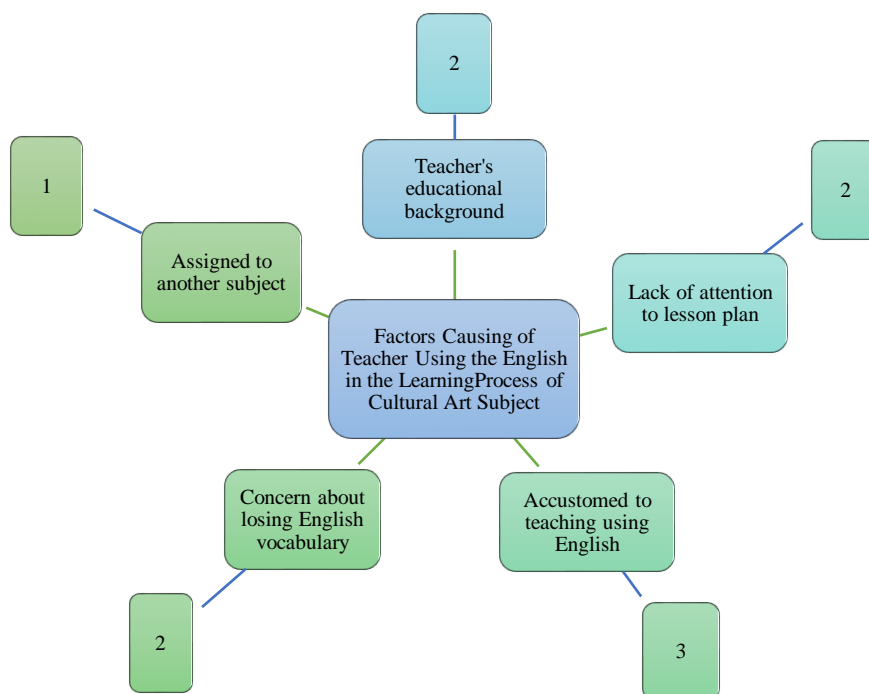 2
Teacher's
educational
background
2
Lack of attention
to lesson plan
1
Assigned to
another subject
Factors Causing of
Teacher Using the English
in the LearningProcess of
Cultural Art Subject
Concern about
losing English
vocabulary
2
Accustomed to
teaching using
English
3